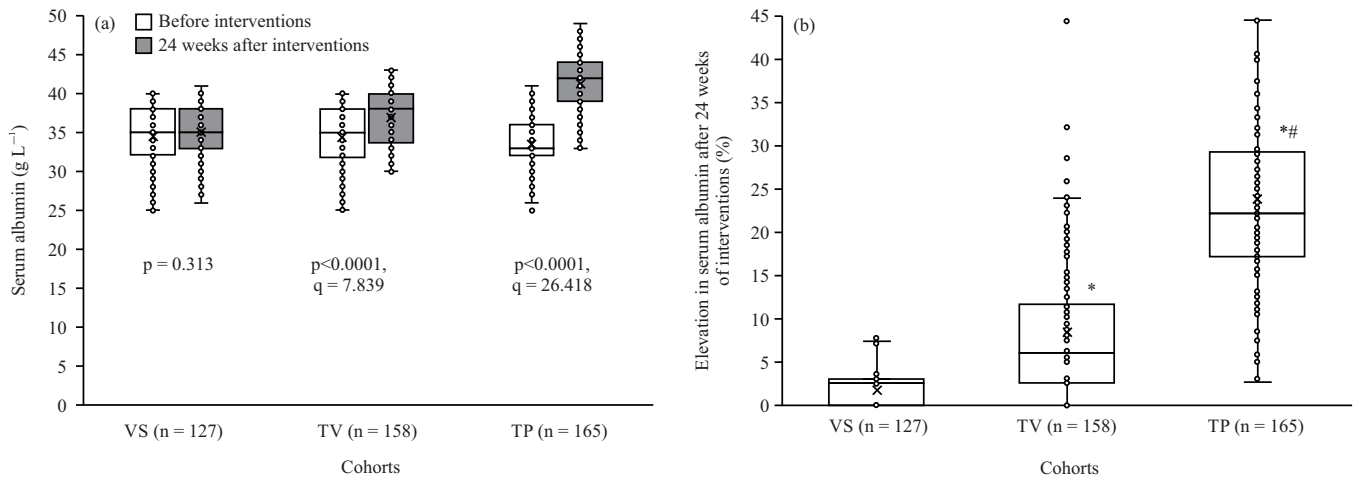 (a)
Before interventions
24 weeks after interventions
Serum albumin (g L⁻¹)
50
45
40
35
30
25
20
15
10
5
0
p = 0.313
p<0.0001,
q = 7.839
p<0.0001,
q = 26.418
VS (n = 127)
TV (n = 158)
TP (n = 165)
Cohorts
(b)
Elevation in serum albumin after 24 weeks
of interventions (%)
45
40
35
30
25
20
15
10
5
0
*
*#
VS (n = 127)
TV (n = 158)
TP (n = 165)
Cohorts